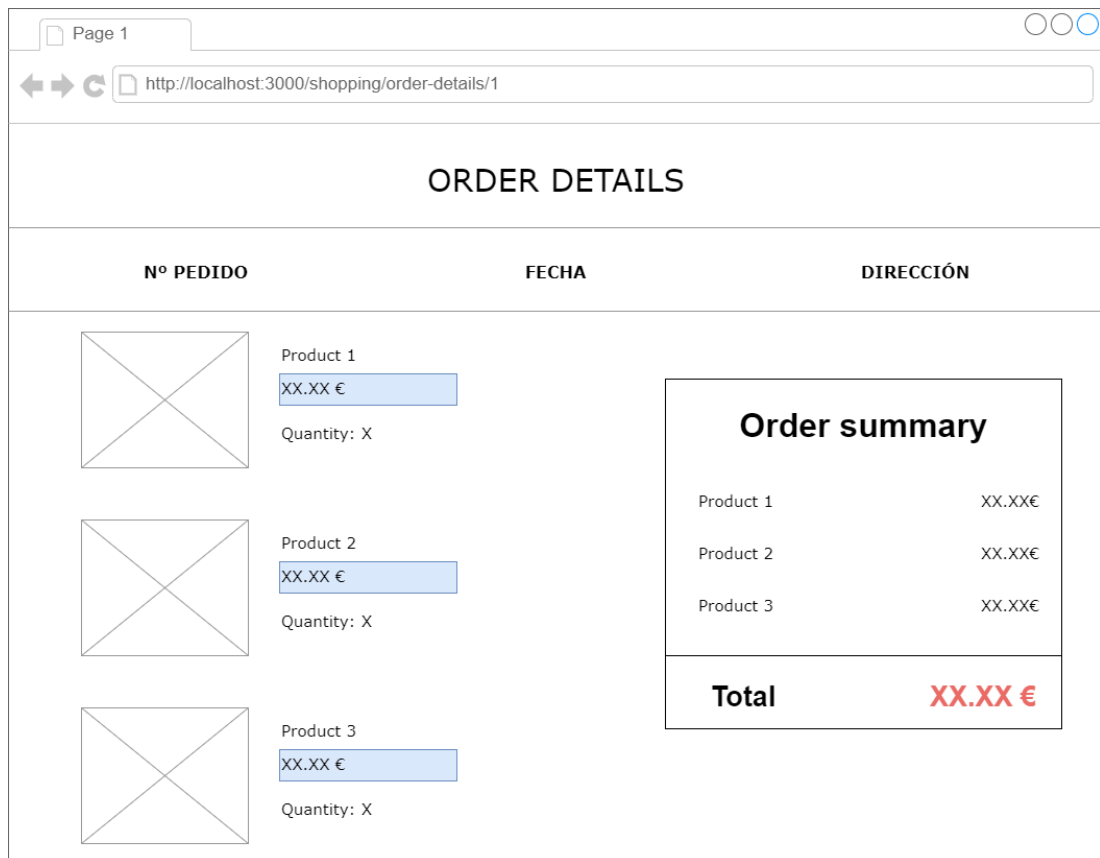 Page 1
http://localhost:3000/shopping/order-details/1
ORDER DETAILS
Nº PEDIDO FECHA DIRECCIÓN
Product 1
XX.XX €
Quantity: X
Product 2
XX.XX €
Quantity: X
Product 3
XX.XX €
Quantity: X
Order summary
Product 1 XX.XX€
Product 2 XX.XX€
Product 3 XX.XX€
Total XX.XX €